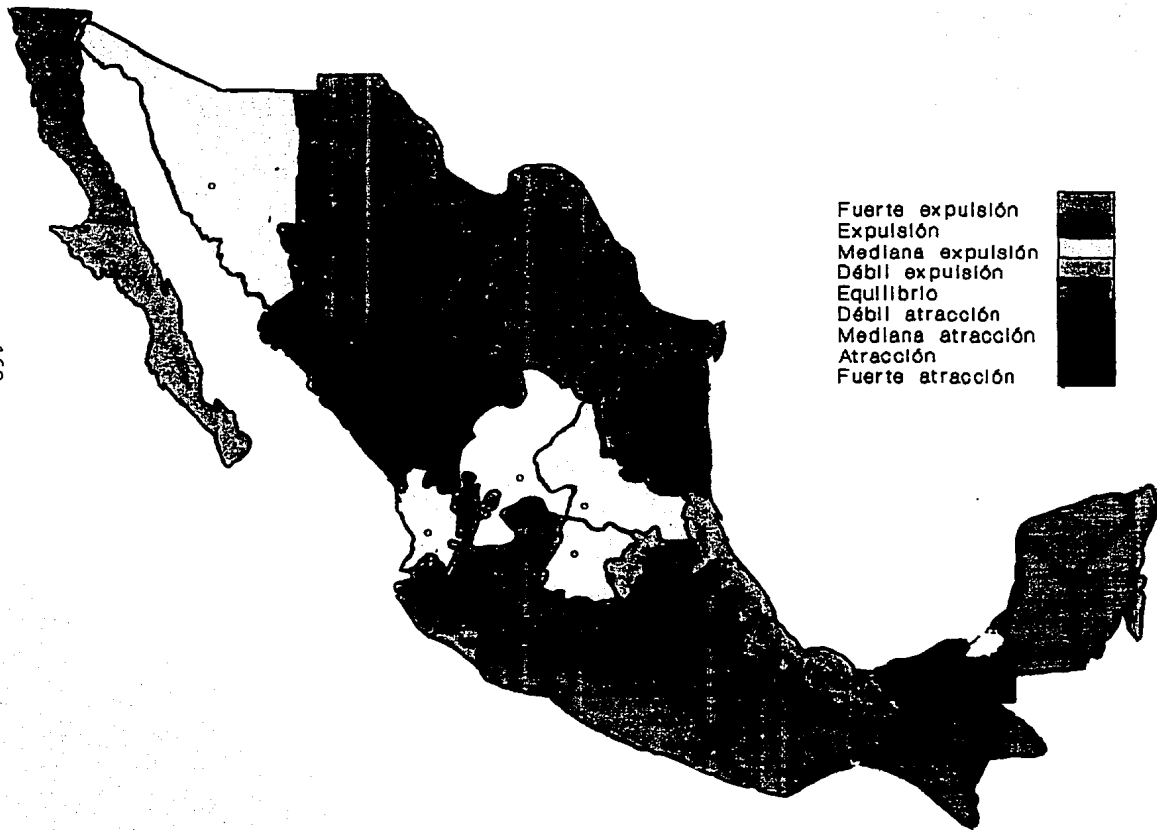 Fuerte expulsión
Expulsión
Mediana expulsión
Débil expulsión
Equilibrio
Débil atracción
Mediana atracción
Atracción
Fuerte atracción